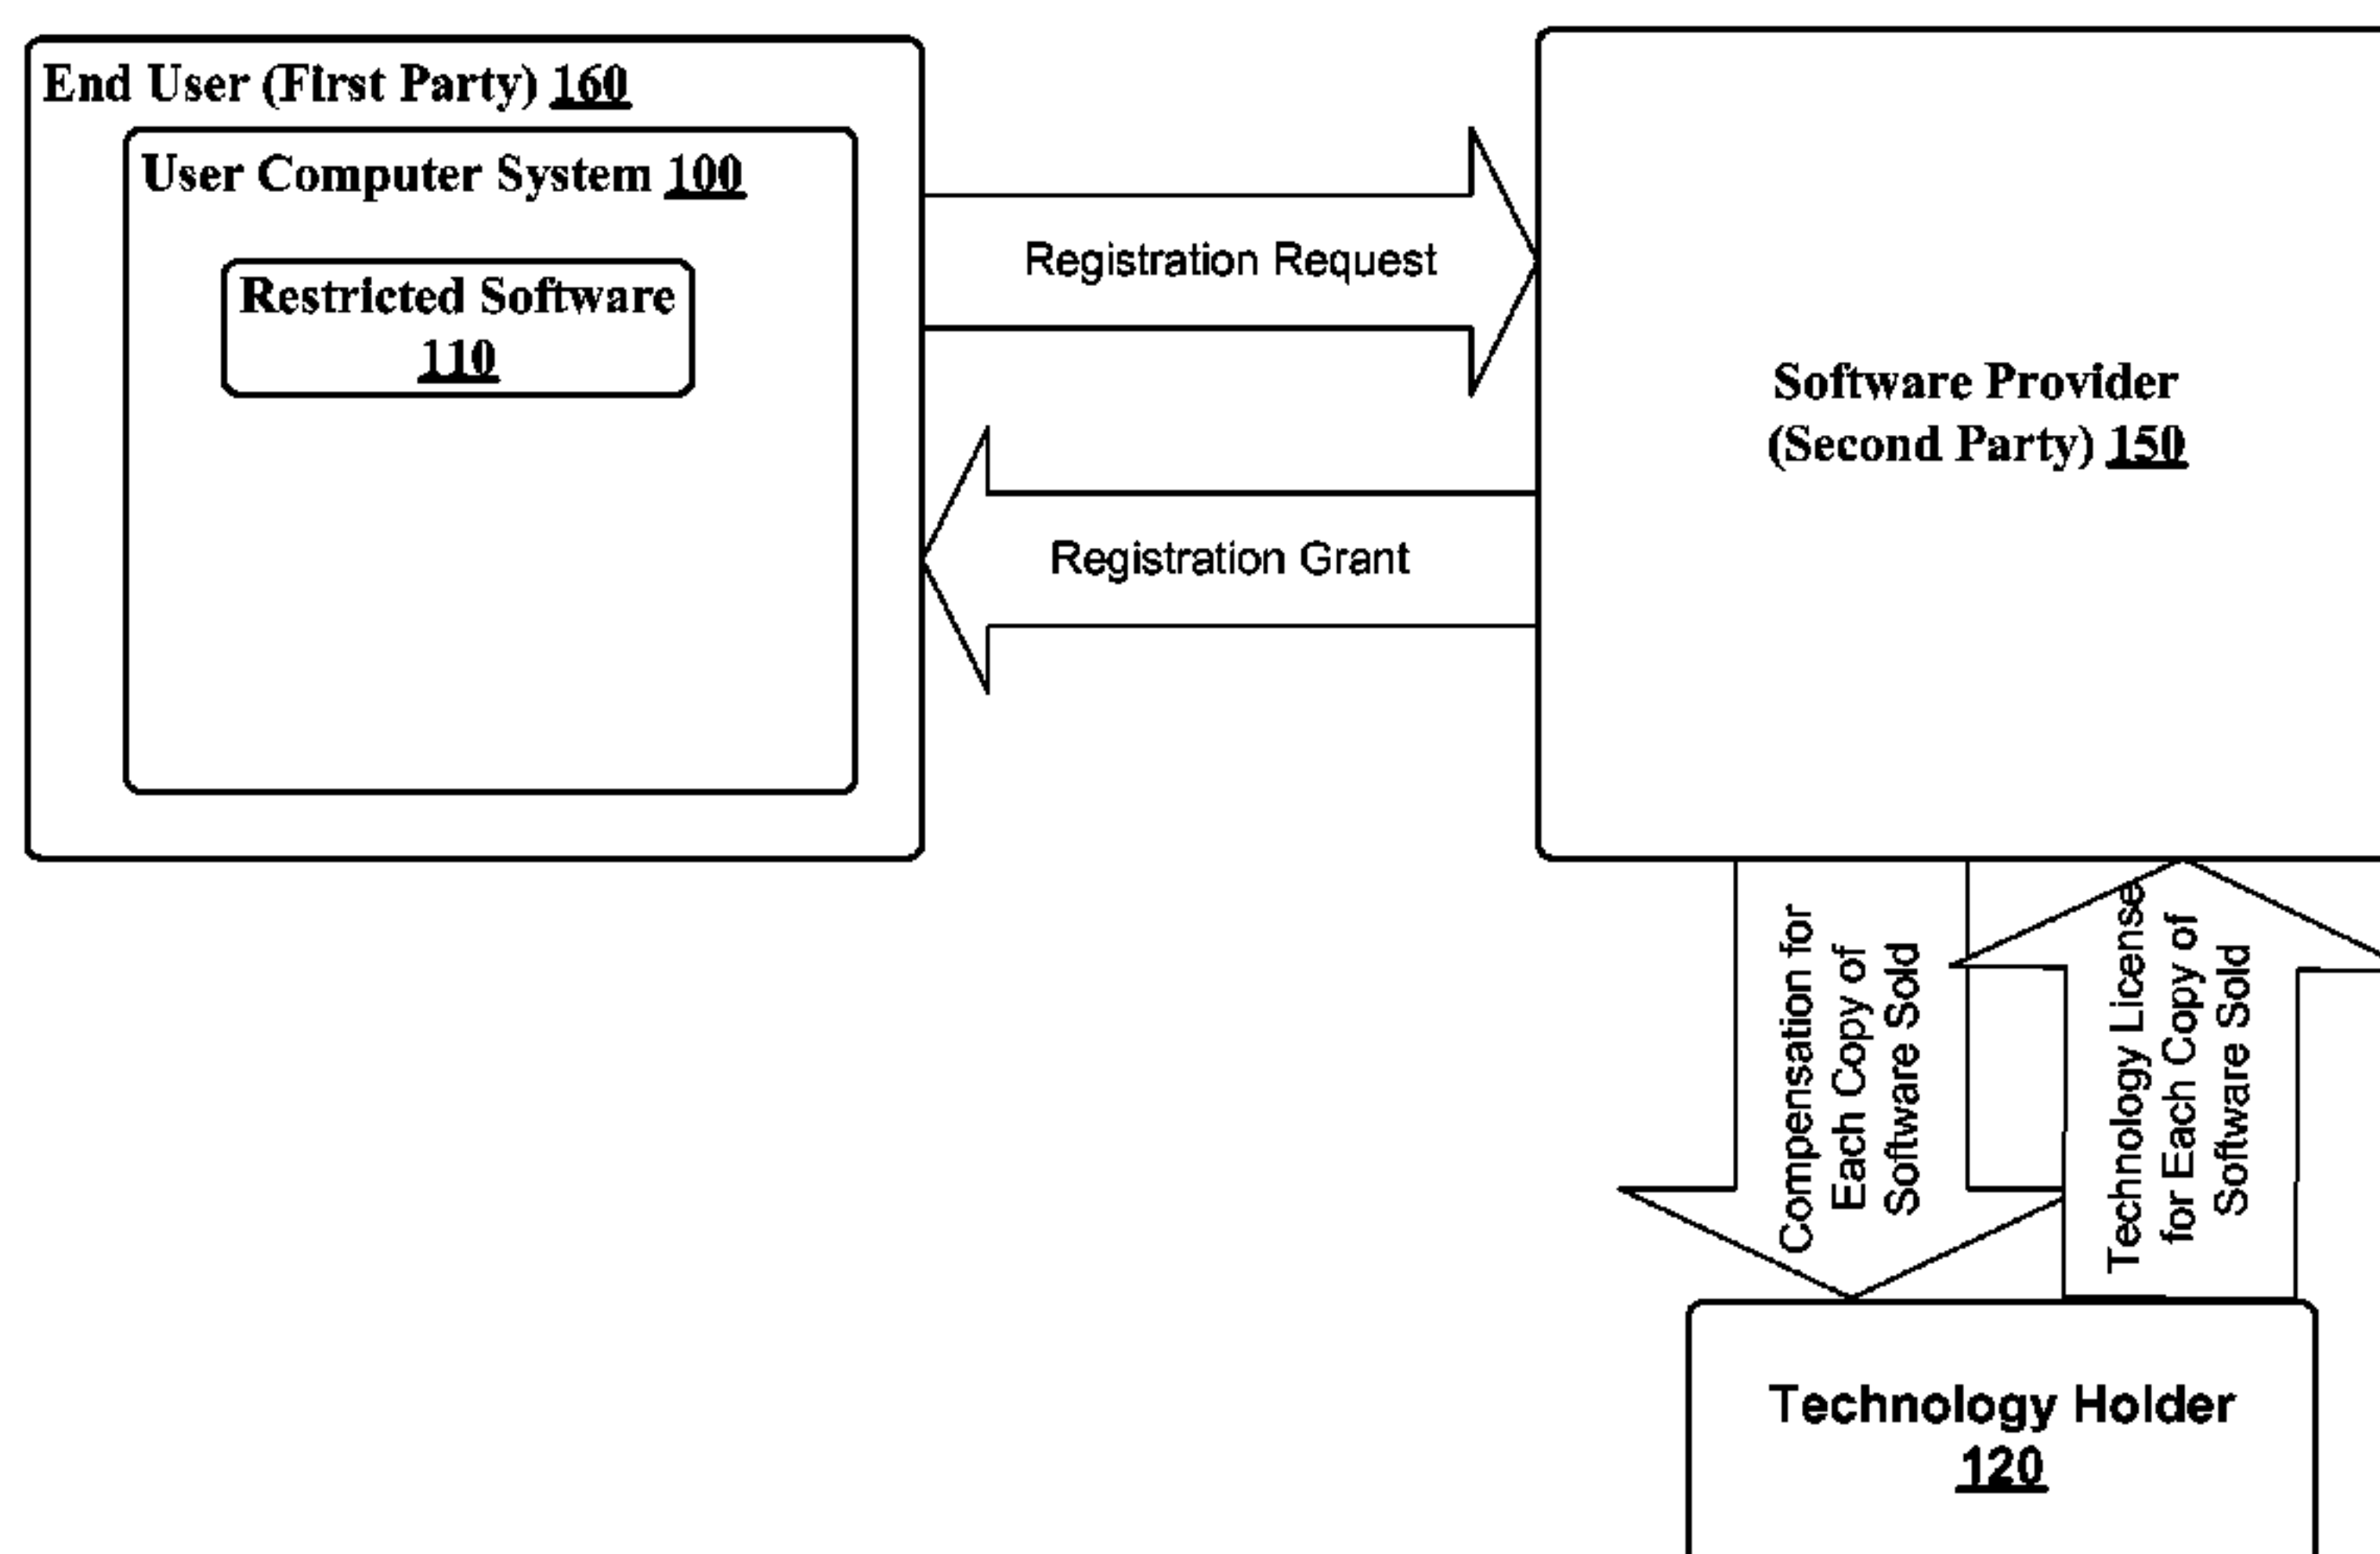 End User (First Party) 160
User Computer System 100
Restricted Software
110
Registration Request
Registration Grant
Software Provider
(Second Party) 150
Compensation for
Each Copy of
Software Sold
Technology License
for Each Copy of
Software Sold
Technology Holder
120